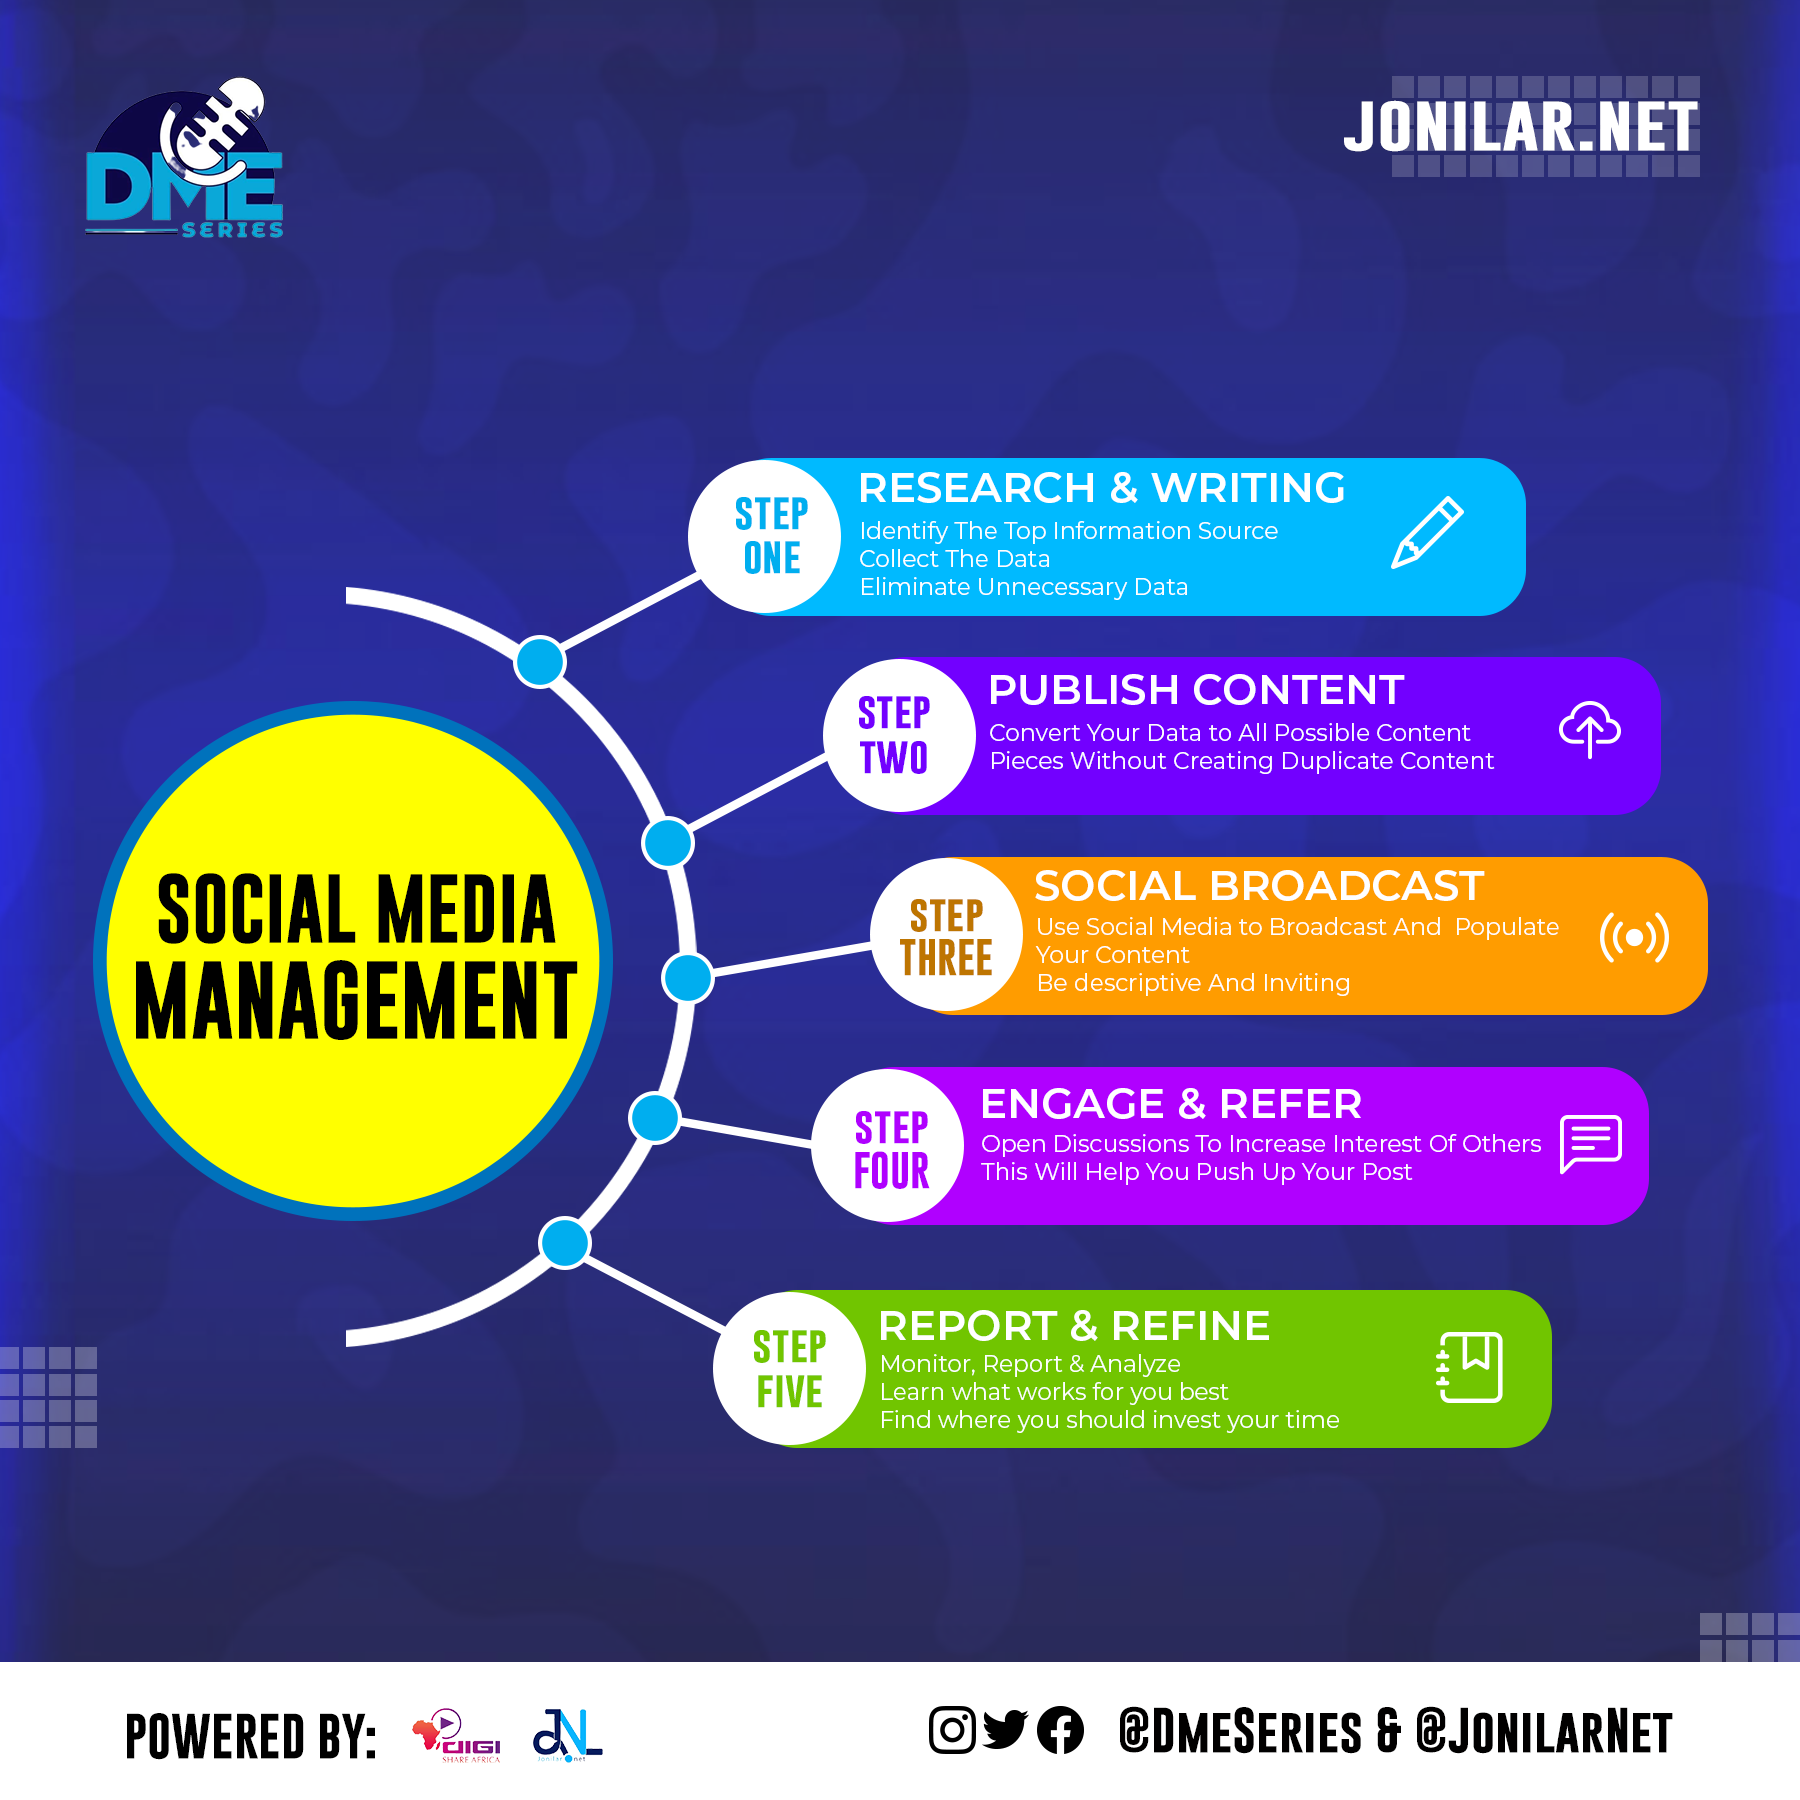 DME
SERIES
JONILAR.NET
STEP
ONE
RESEARCH & WRITING
Identify The Top Information Source
Collect The Data
Eliminate Unnecessary Data
STEP
TWO
PUBLISH CONTENT
Convert Your Data to All Possible Content
Pieces Without Creating Duplicate Content
SOCIAL MEDIA
MANAGEMENT
STEP
THREE
SOCIAL BROADCAST
Use Social Media to Broadcast And  Populate
Your Content
Be descriptive And Inviting
STEP
FOUR
ENGAGE & REFER
Open Discussions To Increase Interest Of Others
This Will Help You Push Up Your Post
STEP
FIVE
REPORT & REFINE
Monitor, Report & Analyze
Learn what works for you best
Find where you should invest your time
POWERED BY:
DIGI
SHARE AFRICA
JNL
Jonilar.net
@DMESERIES & @JONILARNET